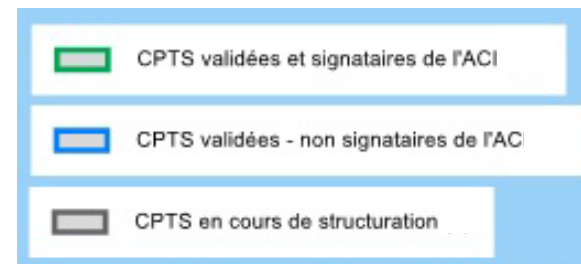 CPTS validées et signataires de l'ACI
CPTS validées - non signataires de l'AC
CPTS en cours de structuration